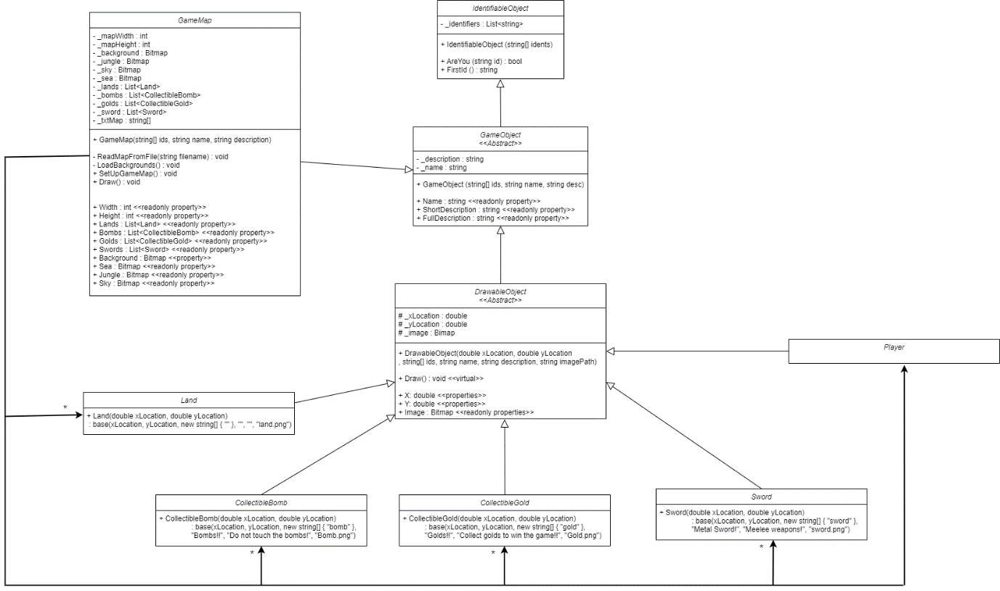 GameMap
- _mapWidth : int
- _mapHeight : int
- _background : Bitmap
- _jungle : Bitmap
- _sky : Bitmap
- _sea : Bitmap
- _lands : List<Land>
- _bombs : List<CollectibleBomb>
- _golds : List<CollectibleGold>
- _sword : List<Sword>
- _txtMap : string[]
+ GameMap(string[] ids, string name, string description)
- ReadMapFromFile(string filename) : void
- LoadBackgrounds() : void
+ SetUpGameMap() : void
+ Draw() : void
+ Width : int <<readonly property>>
+ Height : int <<readonly property>>
+ Lands : List<Land> <<readonly property>>
+ Bombs : List<CollectibleBomb> <<readonly property>>
+ Golds : List<CollectibleGold> <<readonly property>>
+ Swords : List<Sword> <<readonly property>>
+ Background : Bitmap <<property>>
+ Sea : Bitmap <<readonly property>>
+ Jungle : Bitmap <<readonly property>>
+ Sky : Bitmap <<readonly property>>
IdentifiableObject
- _identifiers : List<string>
+ IdentifiableObject (string[] idents)
+ AreYou (string id) : bool
+ FirstId () : string
GameObject
<<Abstract>>
- _description : string
- _name : string
+ GameObject (string[] ids, string name, string desc)
+ Name : string <<readonly property>>
+ ShortDescription : string <<readonly property>>
+ FullDescription : string <<readonly property>>
DrawableObject
<<Abstract>>
# _xLocation : double
# _yLocation : double
# _image : Bimap
+ DrawableObject(double xLocation, double yLocation
, string[] ids, string name, string description, string imagePath)
+ Draw() : void <<virtual>>
+ X: double <<properties>>
+ Y: double <<properties>>
+ Image : Bitmap <<readonly properties>>
Player
*
Land
+ Land(double xLocation, double yLocation)
: base(xLocation, yLocation, new string[] { "" }, "", "", "land.png")
CollectibleBomb
+ CollectibleBomb(double xLocation, double yLocation)
: base(xLocation, yLocation, new string[] { "bomb" },
"Bombs!!", "Do not touch the bombs!", "Bomb.png")
*
CollectibleGold
+ CollectibleGold(double xLocation, double yLocation)
: base(xLocation, yLocation, new string[] { "gold" },
"Golds!!", "Collect golds to win the game!!", "Gold.png")
*
Sword
+ Sword(double xLocation, double yLocation)
: base(xLocation, yLocation, new string[] { "sword" },
"Metal Sword!", "Meelee weapons!", "sword.png")
*